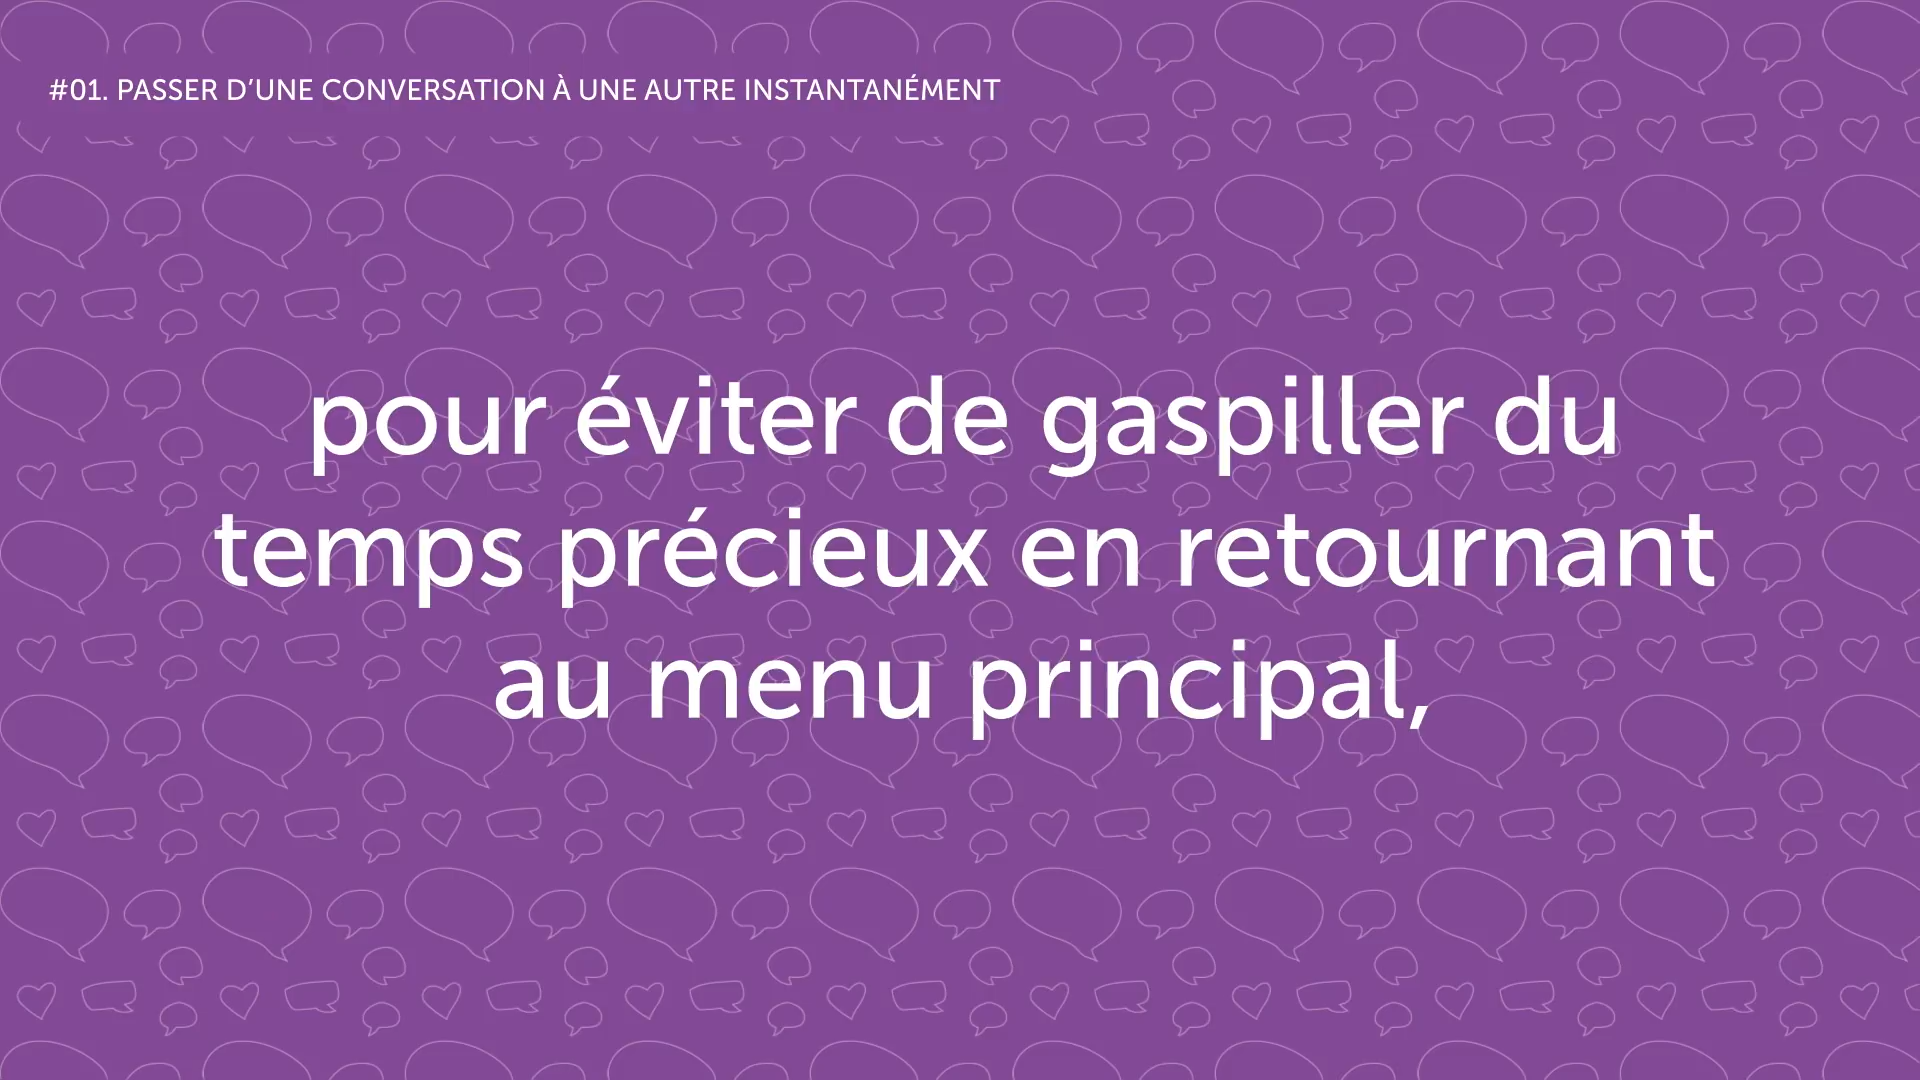 #01. PASSER D’UNE CONVERSATION À UNE AUTRE INSTANTANÉMENT
pour éviter de gaspiller du
temps précieux en retournant
au menu principal,